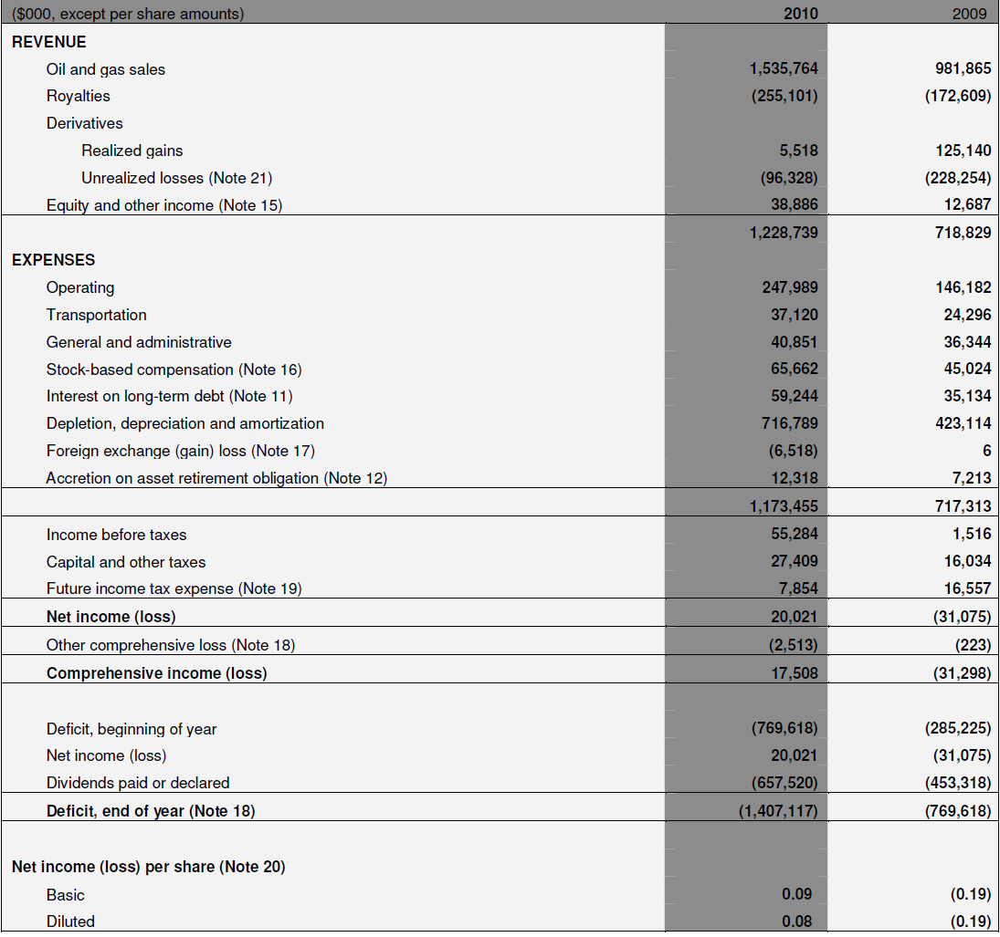 ($000, except per share amounts) 2010 2009
REVENUE
Oil and gas sales 1,535,764 981,865
Royalties (255,101) (172,609)
Derivatives
Realized gains 5,518 125,140
Unrealized losses (Note 21) (96,328) (228,254)
Equity and other income (Note 15) 38,886 12,687
1,228,739 718,829
EXPENSES
Operating 247,989 146,182
Transportation 37,120 24,296
General and administrative 40,851 36,344
Stock-based compensation (Note 16) 65,662 45,024
Interest on long-term debt (Note 11) 59,244 35,134
Depletion, depreciation and amortization 716,789 423,114
Foreign exchange (gain) loss (Note 17) (6,518) 6
Accretion on asset retirement obligation (Note 12) 12,318 7,213
1,173,455 717,313
Income before taxes 55,284 1,516
Capital and other taxes 27,409 16,034
Future income tax expense (Note 19) 7,854 16,557
Net income (loss) 20,021 (31,075)
Other comprehensive loss (Note 18) (2,513) (223)
Comprehensive income (loss) 17,508 (31,298)
Deficit, beginning of year (769,618) (285,225)
Net income (loss) 20,021 (31,075)
Dividends paid or declared (657,520) (453,318)
Deficit, end of year (Note 18) (1,407,117) (769,618)
Net income (loss) per share (Note 20)
Basic 0.09 (0.19)
Diluted 0.08 (0.19)